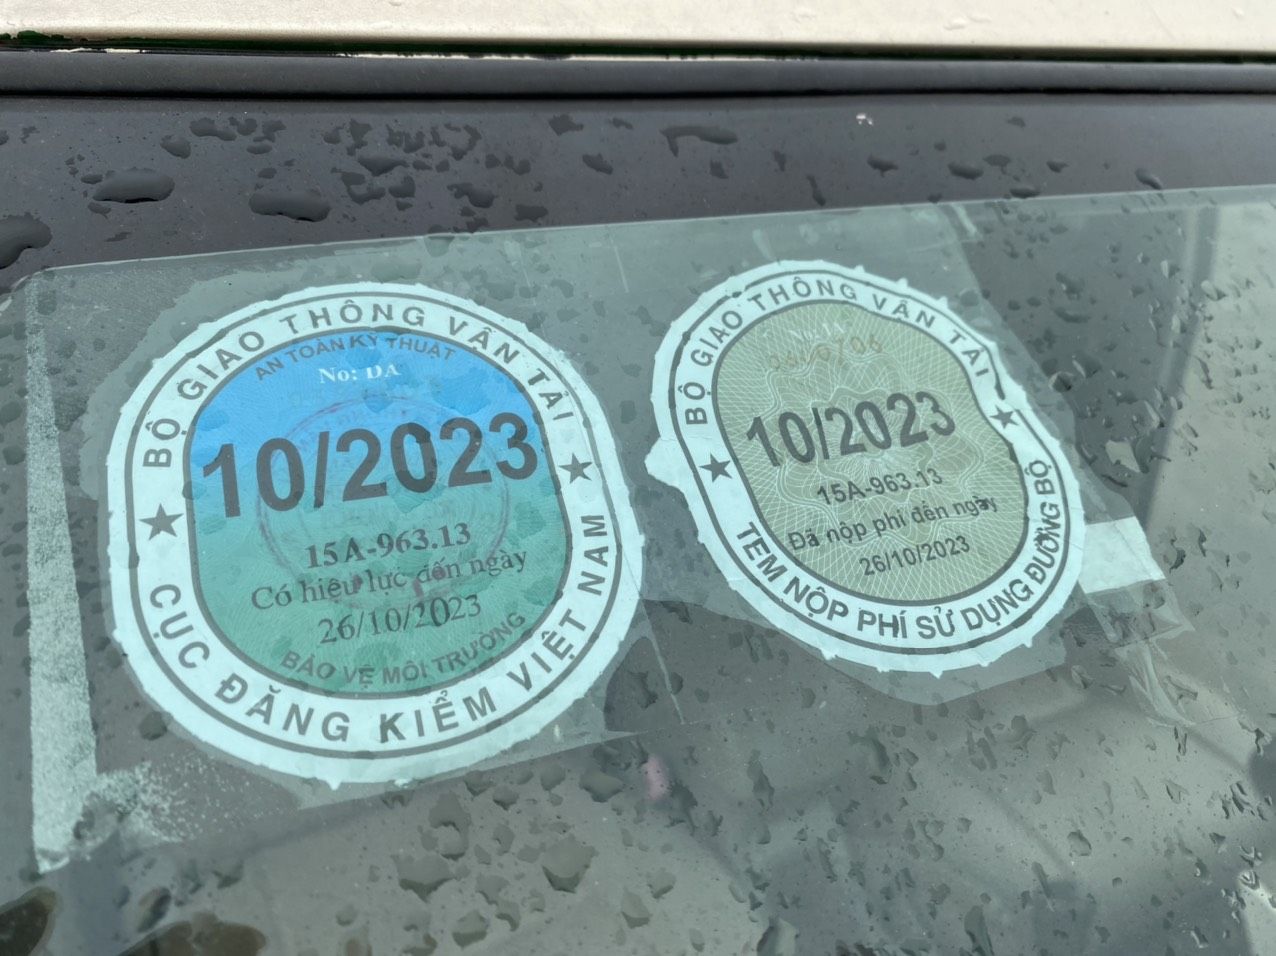 BỘ GIAO THÔNG VẬN TẢI
AN TOÀN KỸ THUẬT
No: DA
10/2023
15A-963.13
Có hiệu lực đến ngày
26/10/2023
BẢO VỆ MÔI TRƯỜNG
CỤC ĐĂNG KIỂM VIỆT NAM
BỘ GIAO THÔNG VẬN TẢI
10/2023
15A-963.13
Đã nộp phí đến ngày
26/10/2023
TEM NỘP PHÍ SỬ DỤNG ĐƯỜNG BỘ